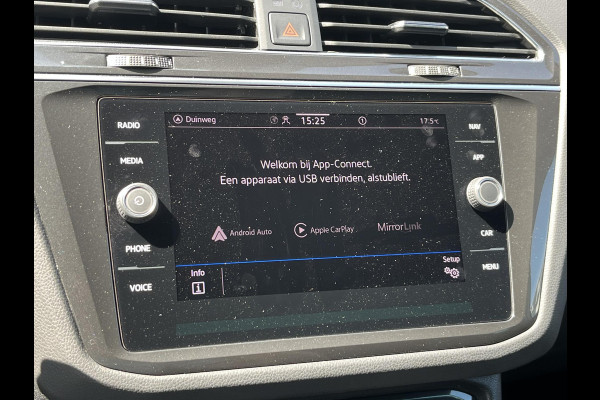 RADIO
MEDIA
PHONE
VOICE
Duinweg
15:25
1
17.5°C
Welkom bij App-Connect.
Een apparaat via USB verbinden, alstublieft.
Android Auto
Apple CarPlay
MirrorLink
Info
Setup
NAV
APP
CAR
MENU